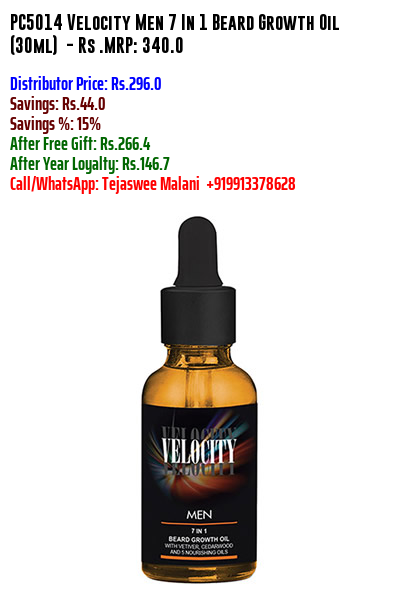 PC5014 Velocity Men 7 In 1 Beard Growth Oil
(30ml) - Rs .MRP: 340.0
Distributor Price: Rs.296.0
Savings: Rs.44.0
Savings %: 15%
After Free Gift: Rs.266.4
After Year Loyalty: Rs.146.7
Call/WhatsApp: Tejaswee Malani +919913378628
VELOCITY
VELOCITY
VELOCITY
MEN
7 IN 1
BEARD GROWTH OIL
WITH VETIVER, CEDARWOOD
AND 5 NOURISHING OILS